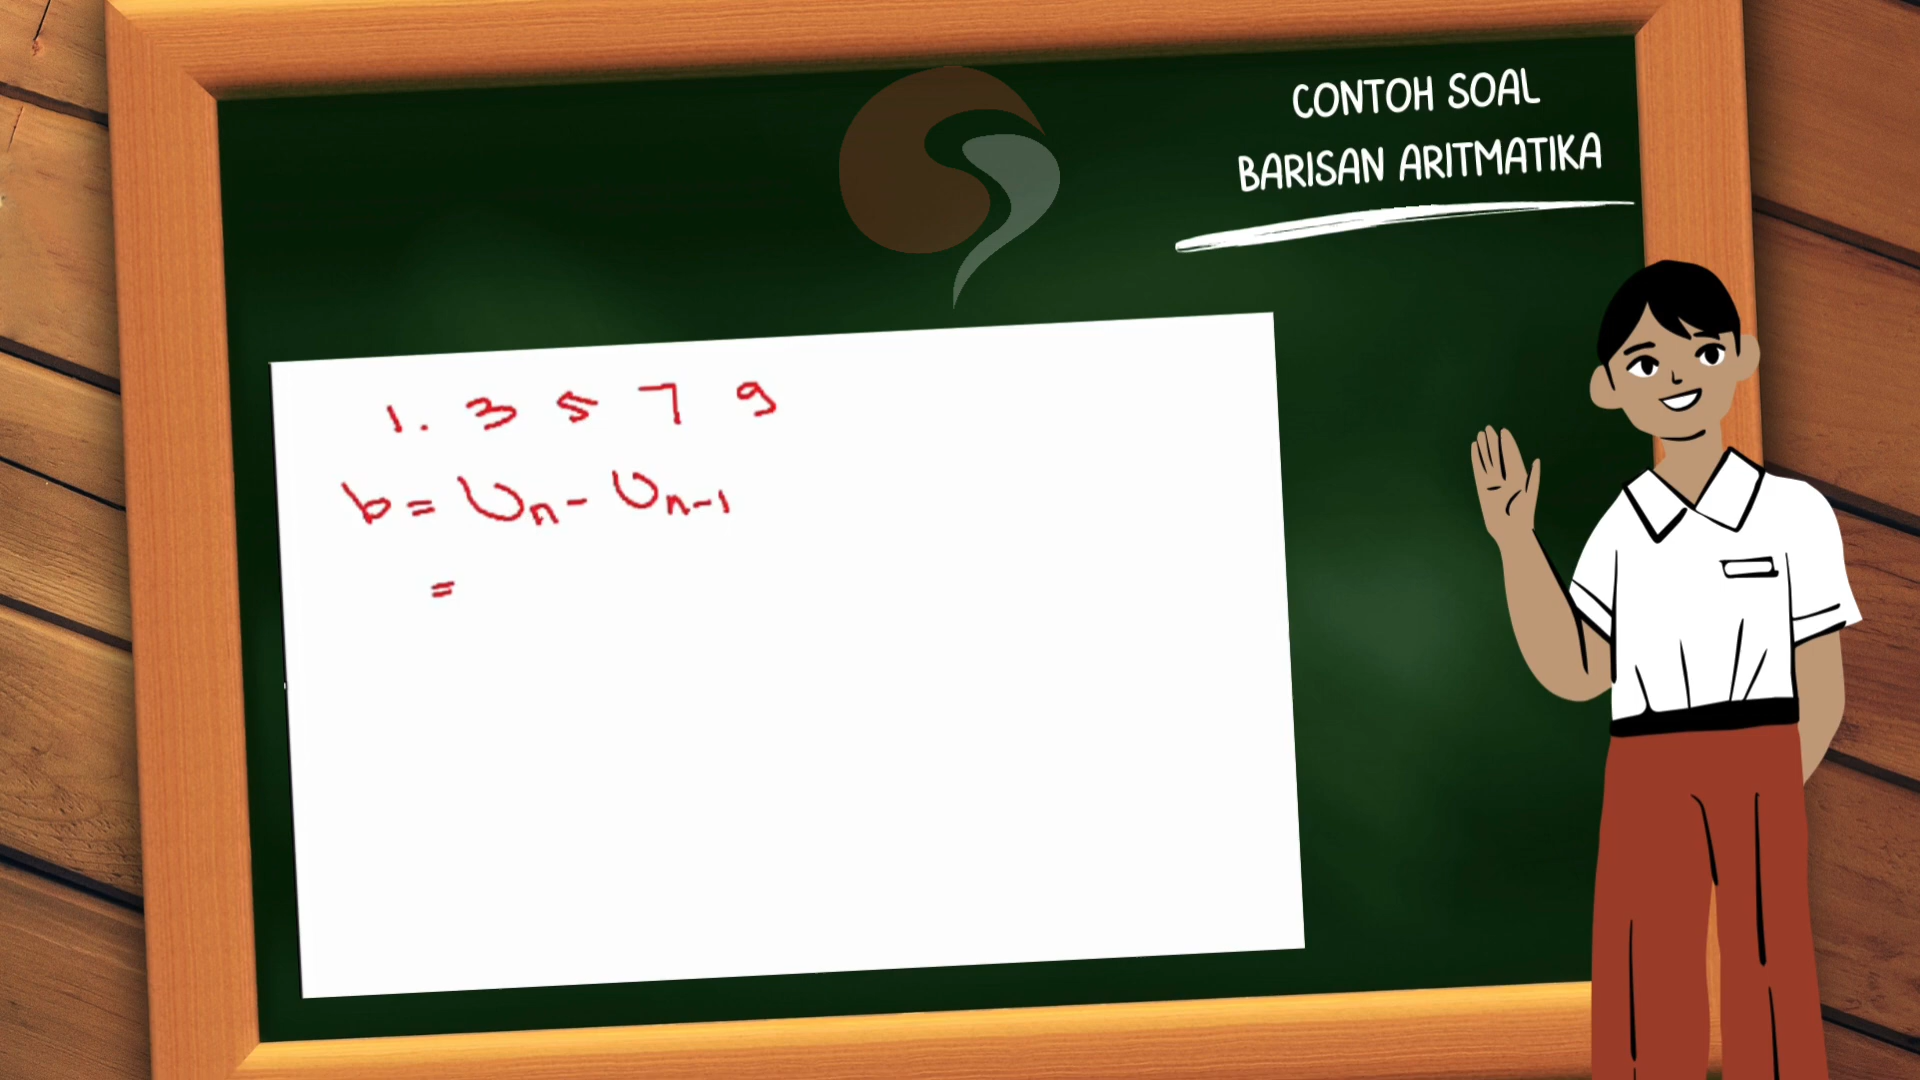 CONTOH SOAL
BARISAN ARITMATIKA
1. 3 5 7 9
b = Un - Un-1
=